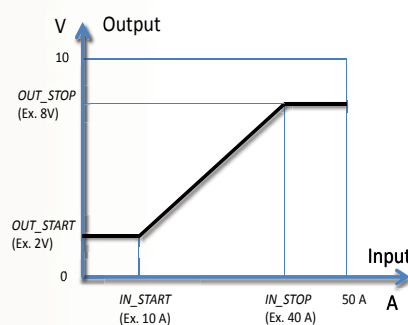 V Output
10
OUT_STOP
(Ex. 8V)
OUT_START
(Ex. 2V)
0
Input
IN_START
(Ex. 10 A)
IN_STOP
(Ex. 40 A)
50 A
A